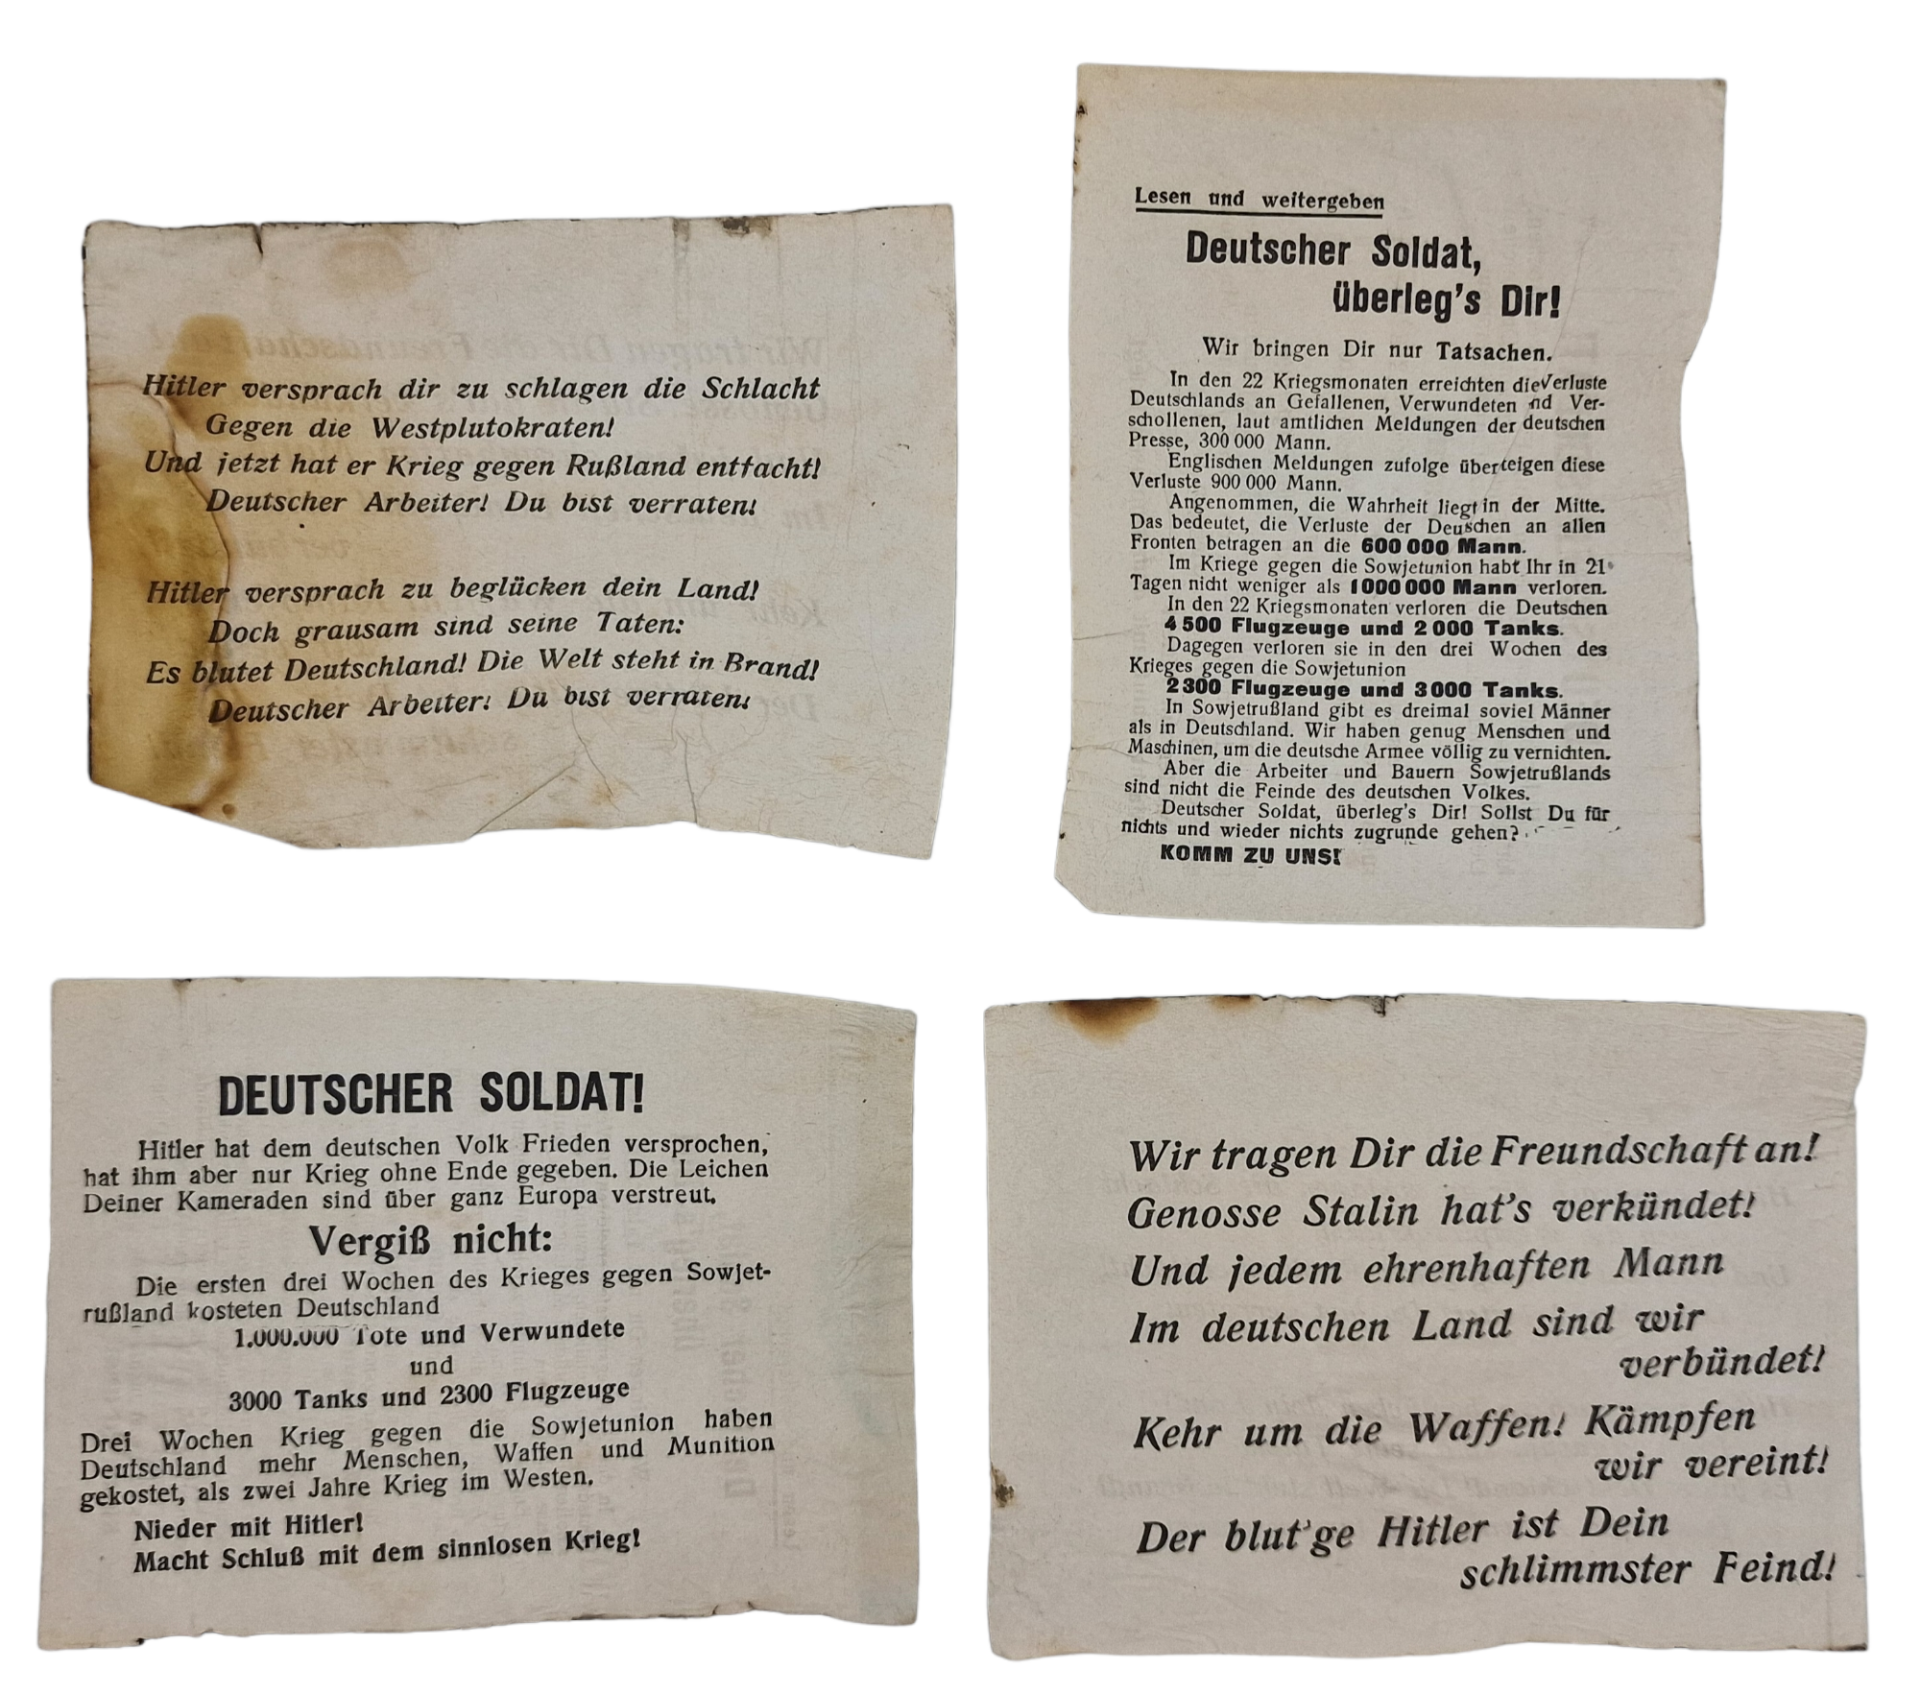 Hitler versprach dir zu schlagen die Schlacht
Gegen die Westplutokraten!
Und jetzt hat er Krieg gegen Rußland entfacht!
Deutscher Arbeiter! Du bist verraten!
Hitler versprach zu beglücken dein Land!
Doch grausam sind seine Taten:
Es blutet Deutschland! Die Welt steht in Brand!
Deutscher Arbeiter! Du bist verraten!
Lesen und weitergeben
Deutscher Soldat,
überleg's Dir!
Wir bringen Dir nur Tatsachen.
In den 22 Kriegsmonaten erreichten die Verluste
Deutschlands an Gefallenen, Verwundeten nd Ver-
schollenen, laut amtlichen Meldungen der deutschen
Presse, 300 000 Mann.
Englischen Meldungen zufolge überteigen diese
Verluste 900 000 Mann.
Angenommen, die Wahrheit liegt in der Mitte.
Das bedeutet, die Verluste der Deutschen an allen
Fronten betragen an die 600 000 Mann.
Im Kriege gegen die Sowjetunion habt Ihr in 21
Tagen nicht weniger als 1 000 000 Mann verloren.
In den 22 Kriegsmonaten verloren die Deutschen
4 500 Flugzeuge und 2 000 Tanks.
Dagegen verloren sie in den drei Wochen des
Krieges gegen die Sowjetunion
2 300 Flugzeuge und 3 000 Tanks.
In Sowjetrußland gibt es dreimal soviel Männer
als in Deutschland. Wir haben genug Menschen und
Maschinen, um die deutsche Armee völlig zu vernichten.
Aber die Arbeiter und Bauern Sowjetrußlands
sind nicht die Feinde des deutschen Volkes.
Deutscher Soldat, überleg's Dir! Sollst Du für
nichts und wieder nichts zugrunde gehen?
KOMM ZU UNS!
DEUTSCHER SOLDAT!
Hitler hat dem deutschen Volk Frieden versprochen,
hat ihm aber nur Krieg ohne Ende gegeben. Die Leichen
Deiner Kameraden sind über ganz Europa verstreut.
Vergiß nicht:
Die ersten drei Wochen des Krieges gegen Sowjet-
rußland kosteten Deutschland
1.000.000 Tote und Verwundete
und
3000 Tanks und 2300 Flugzeuge
Drei Wochen Krieg gegen die Sowjetunion haben
Deutschland mehr Menschen, Waffen und Munition
gekostet, als zwei Jahre Krieg im Westen.
Nieder mit Hitler!
Macht Schluß mit dem sinnlosen Krieg!
Wir tragen Dir die Freundschaft an!
Genosse Stalin hat's verkündet!
Und jedem ehrenhaften Mann
Im deutschen Land sind wir
verbündet!
Kehr um die Waffen! Kämpfen
wir vereint!
Der blut'ge Hitler ist Dein
schlimmster Feind!